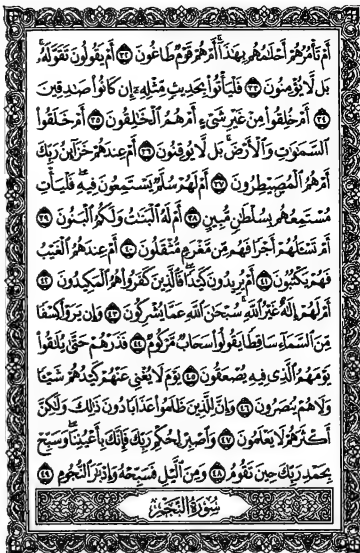 أَمْ تَأْمُرُهُمْ أَحْلَٰمُهُم بِهَٰذَآ ۚ أَمْ هُمْ قَوْمٌ طَاغُونَ ٣٢ أَمْ يَقُولُونَ تَقَوَّلَهُۥ ۚ
بَل لَّا يُؤْمِنُونَ ٣٣ فَلْيَأْتُوا۟ بِحَدِيثٍ مِّثْلِهِۦٓ إِن كَانُوا۟ صَٰدِقِينَ
٣٤ أَمْ خُلِقُوا۟ مِنْ غَيْرِ شَىْءٍ أَمْ هُمُ ٱلْخَٰلِقُونَ ٣٥ أَمْ خَلَقُوا۟
ٱلسَّمَٰوَٰتِ وَٱلْأَرْضَ ۚ بَل لَّا يُوقِنُونَ ٣٦ أَمْ عِندَهُمْ خَزَآئِنُ رَبِّكَ
أَمْ هُمُ ٱلْمُصَۣيْطِرُونَ ٣٧ أَمْ لَهُمْ سُلَّمٌ يَسْتَمِعُونَ فِيهِ ۖ فَلْيَأْتِ
مُسْتَمِعُهُم بِسُلْطَٰنٍ مُّبِينٍ ٣٨ أَمْ لَهُ ٱلْبَنَٰتُ وَلَكُمُ ٱلْبَنُونَ ٣٩
أَمْ تَسْـَٔلُهُمْ أَجْرًا فَهُم مِّن مَّغْرَمٍ مُّثْقَلُونَ ٤٠ أَمْ عِندَهُمُ ٱلْغَيْبُ
فَهُمْ يَكْتُبُونَ ٤١ أَمْ يُرِيدُونَ كَيْدًا ۖ فَٱلَّذِينَ كَفَرُوا۟ هُمُ ٱلْمَكِيدُونَ ٤٢
أَمْ لَهُمْ إِلَٰهٌ غَيْرُ ٱللَّهِ ۚ سُبْحَٰنَ ٱللَّهِ عَمَّا يُشْرِكُونَ ٤٣ وَإِن يَرَوْا۟ كِسْفًا
مِّنَ ٱلسَّمَآءِ سَاقِطًا يَقُولُوا۟ سَحَابٌ مَّرْكُومٌ ٤٤ فَذَرْهُمْ حَتَّىٰ يُلَٰقُوا۟
يَوْمَهُمُ ٱلَّذِى فِيهِ يُصْعَقُونَ ٤٥ يَوْمَ لَا يُغْنِى عَنْهُمْ كَيْدُهُمْ شَيْـًٔا
وَلَا هُمْ يُنصَرُونَ ٤٦ وَإِنَّ لِلَّذِينَ ظَلَمُوا۟ عَذَابًا دُونَ ذَٰلِكَ وَلَٰكِنَّ
أَكْثَرَهُمْ لَا يَعْلَمُونَ ٤٧ وَٱصْبِرْ لِحُكْمِ رَبِّكَ فَإِنَّكَ بِأَعْيُنِنَا ۖ وَسَبِّحْ
بِحَمْدِ رَبِّكَ حِينَ تَقُومُ ٤٨ وَمِنَ ٱلَّيْلِ فَسَبِّحْهُ وَإِدْبَٰرَ ٱلنُّجُومِ ٤٩
سُورَةُ النَّجْمِ